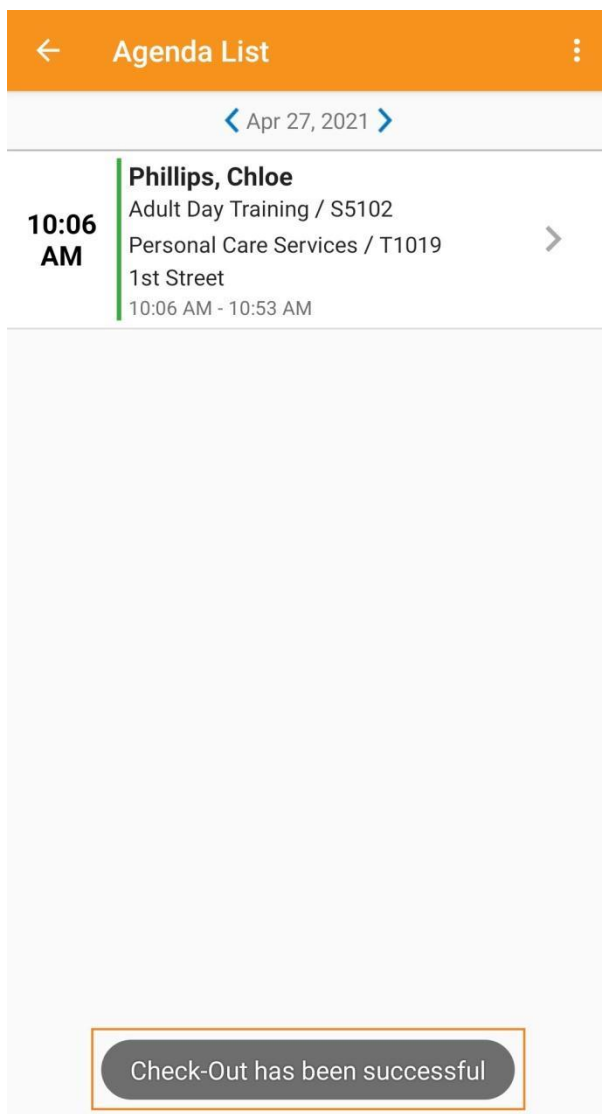 Agenda List
Apr 27, 2021
10:06
AM
Phillips, Chloe
Adult Day Training / S5102
Personal Care Services / T1019
1st Street
10:06 AM - 10:53 AM
Check-Out has been successful